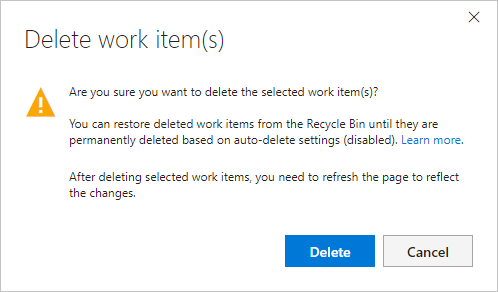 Delete work item(s)
Are you sure you want to delete the selected work item(s)?
You can restore deleted work items from the Recycle Bin until they are
permanently deleted based on auto-delete settings (disabled). Learn more.
After deleting selected work items, you need to refresh the page to reflect
the changes.
Delete
Cancel